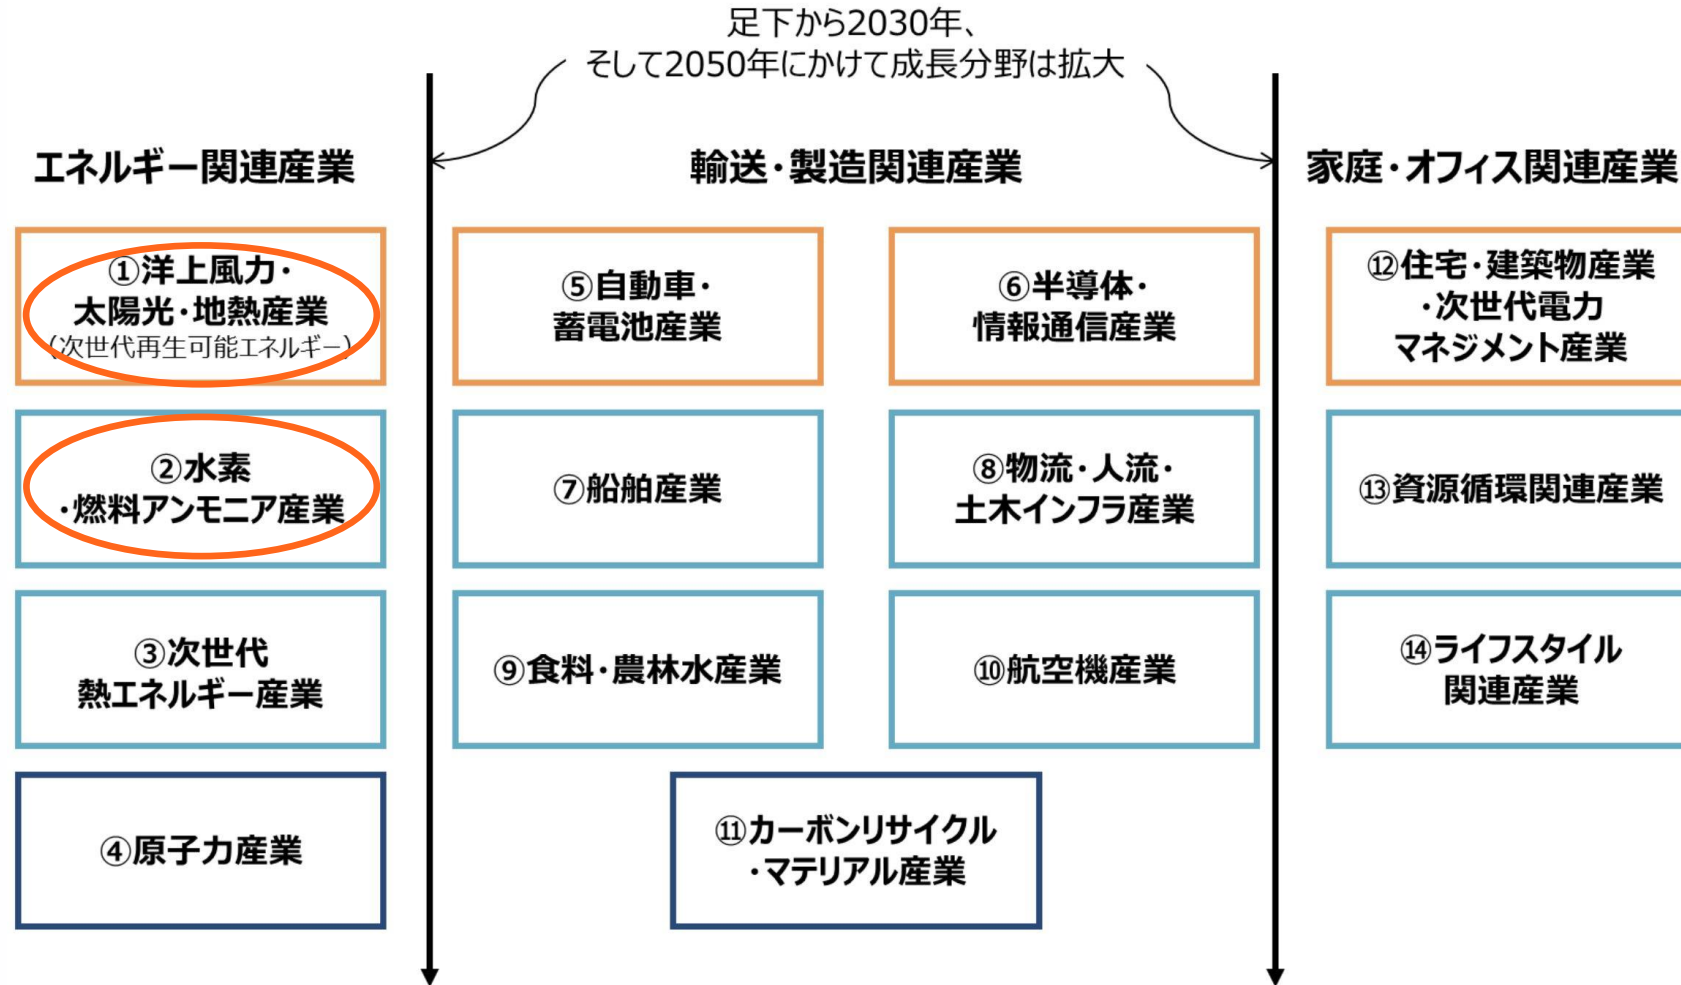 足下から2030年、
そして2050年にかけて成長分野は拡大
エネルギー関連産業
輸送・製造関連産業
家庭・オフィス関連産業
①洋上風力・
太陽光・地熱産業
(次世代再生可能エネルギー)
②水素
・燃料アンモニア産業
③次世代
熱エネルギー産業
④原子力産業
⑤自動車・
蓄電池産業
⑥半導体・
情報通信産業
⑦船舶産業
⑧物流・人流・
土木インフラ産業
⑨食料・農林水産業
⑩航空機産業
⑪カーボンリサイクル
・マテリアル産業
⑫住宅・建築物産業
・次世代電力
マネジメント産業
⑬資源循環関連産業
⑭ライフスタイル
関連産業